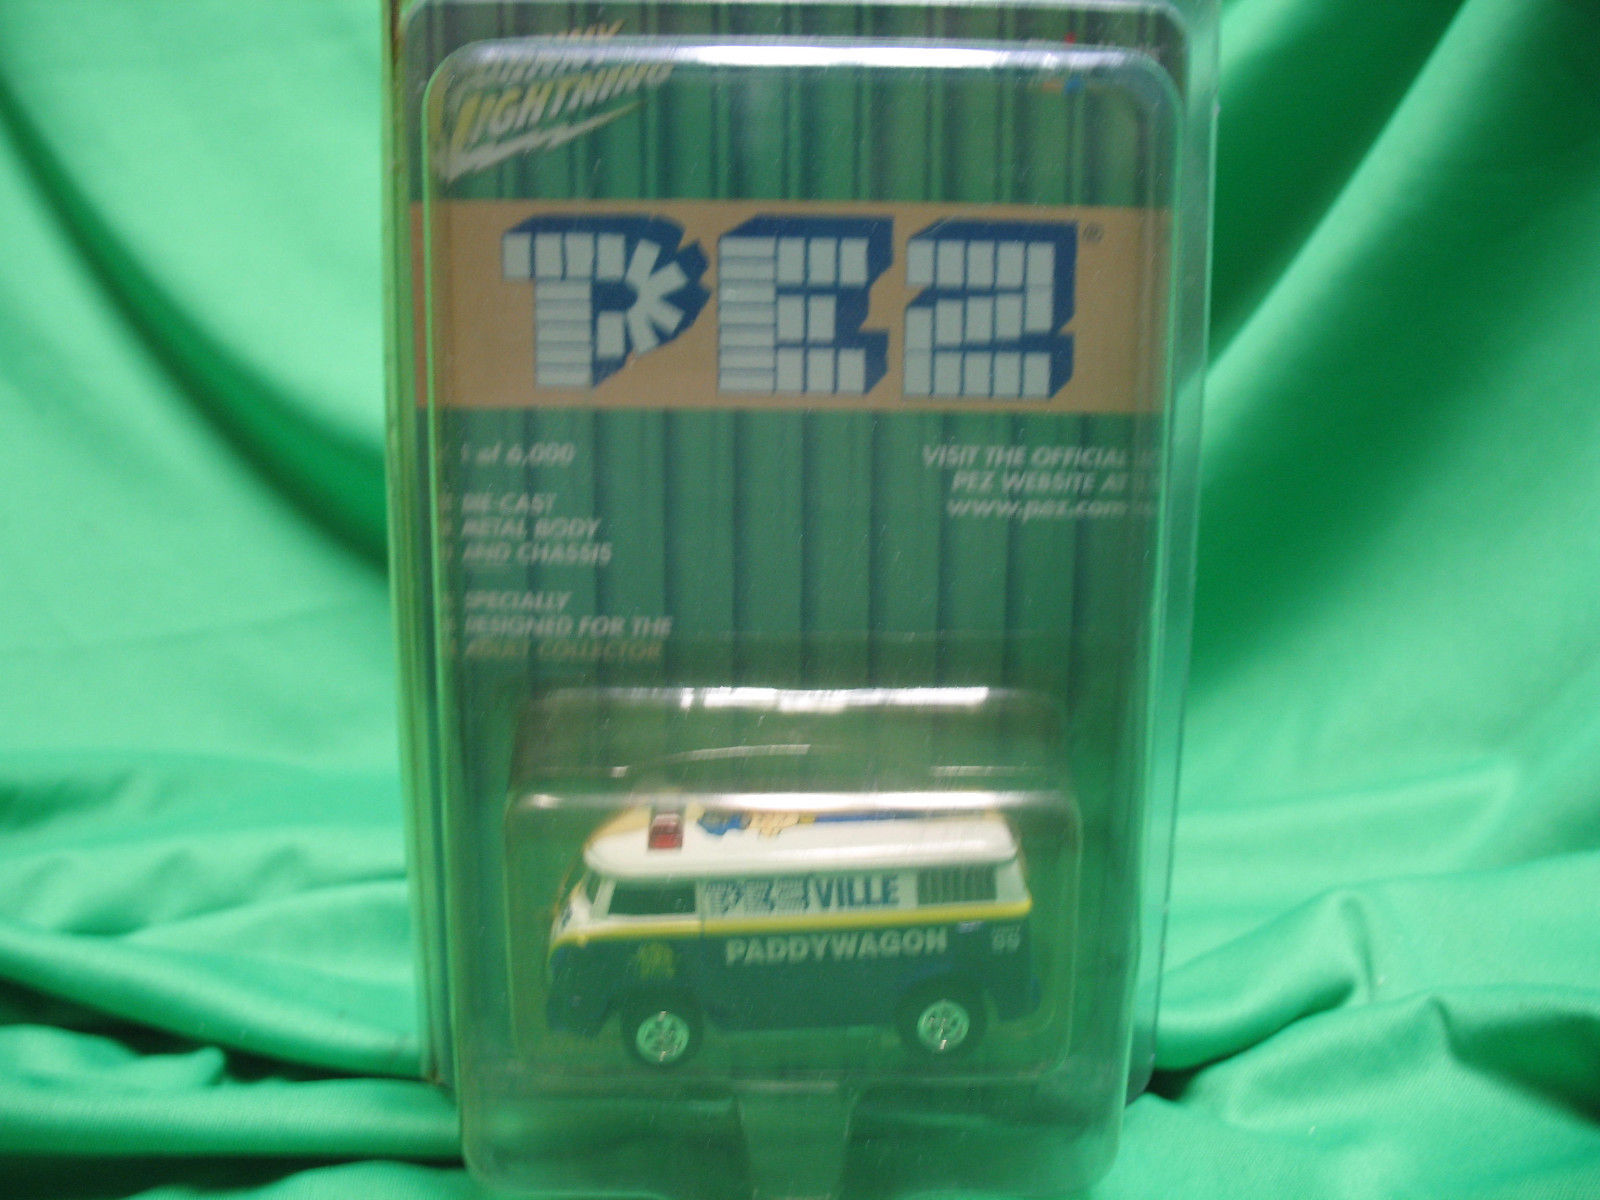 JOHNNY
LIGHTNING
PEZ®
1 of 6,000
DIE-CAST
METAL BODY
AND CHASSIS
SPECIALLY
DESIGNED FOR THE
ADULT COLLECTOR
VISIT THE OFFICIAL
PEZ WEBSITE AT
www.pez.com
PEZVILLE
PADDYWAGON